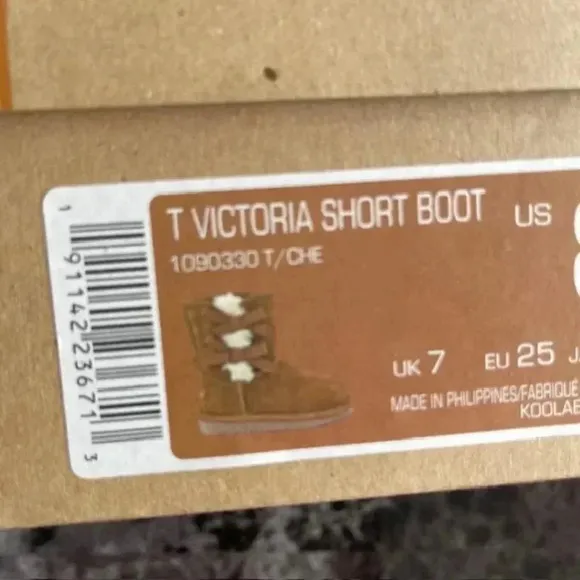 T VICTORIA SHORT BOOT US
1090330 T/CHE
UK 7 EU 25 J
MADE IN PHILIPPINES/FABRIQUÉ
KOOLAB
1 91142 23671 3